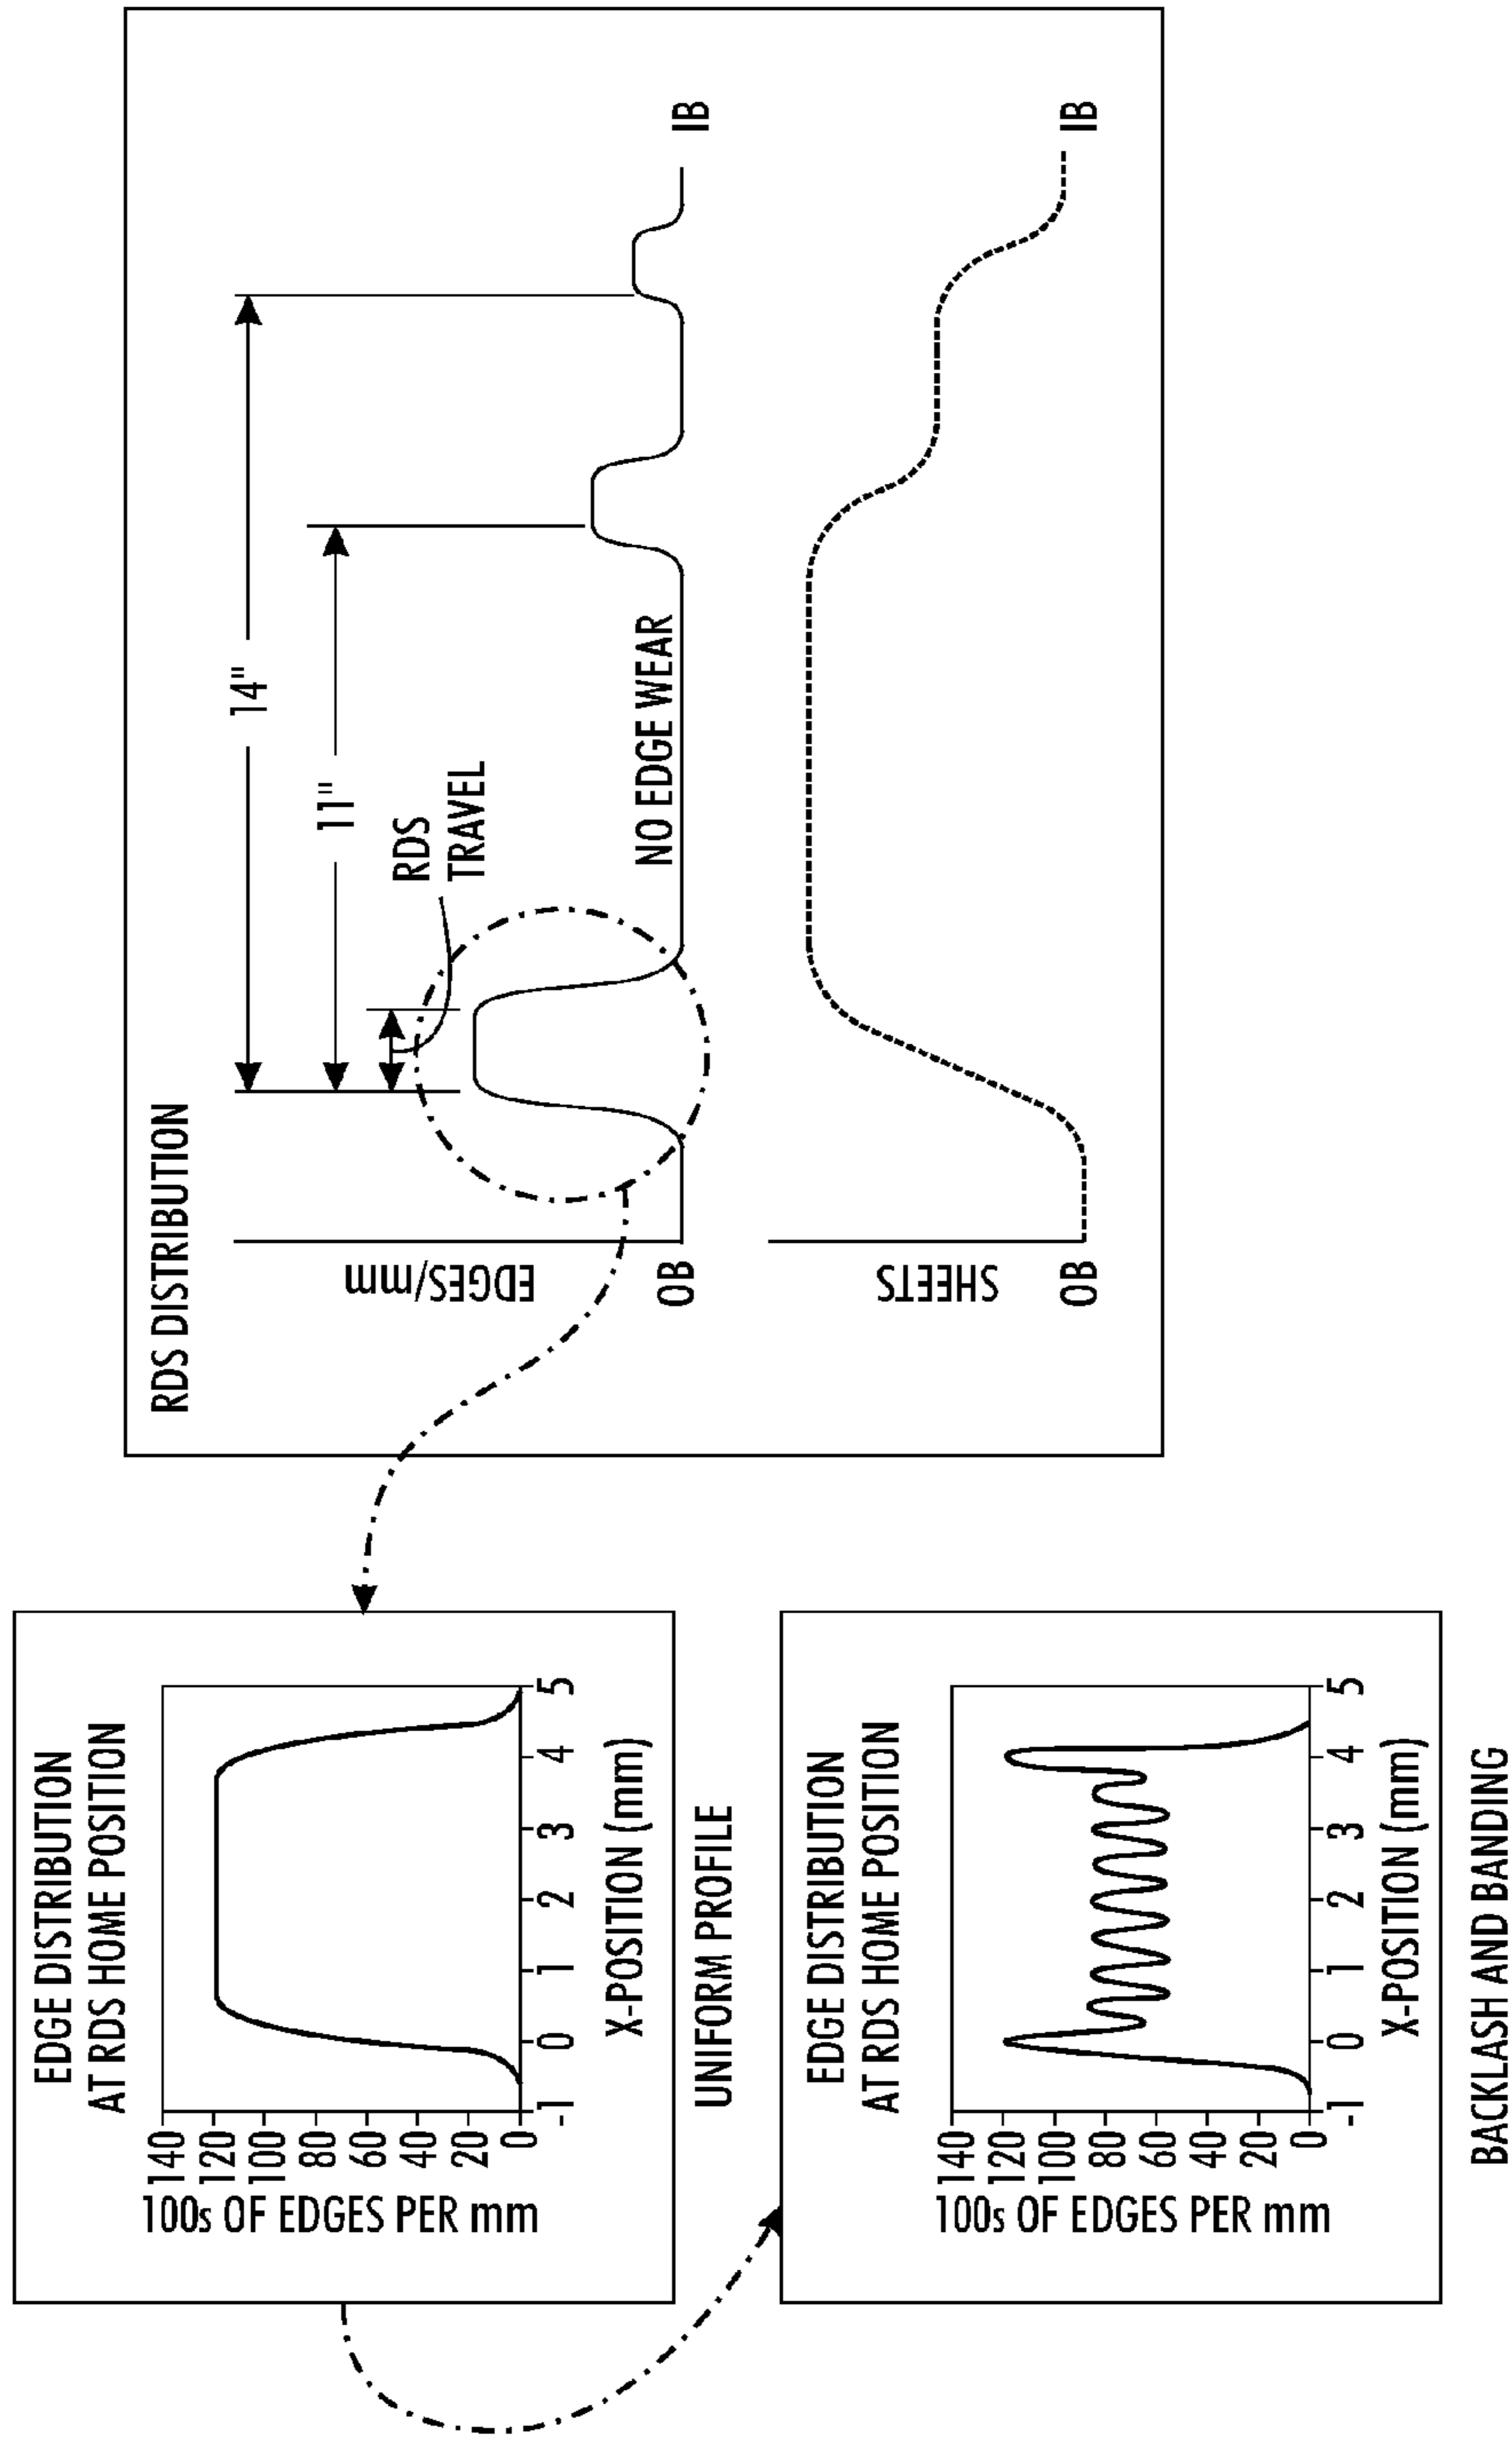 RDS DISTRIBUTION
14"
11"
RDS
TRAVEL
EDGES/mm
NO EDGE WEAR
OB
IB
SHEETS
OB
IB
EDGE DISTRIBUTION
AT RDS HOME POSITION
140
120
100
80
60
40
20
0
100s OF EDGES PER mm
-1 0 1 2 3 4 5
X-POSITION (mm)
UNIFORM PROFILE
EDGE DISTRIBUTION
AT RDS HOME POSITION
140
120
100
80
60
40
20
0
100s OF EDGES PER mm
-1 0 1 2 3 4 5
X-POSITION (mm)
BACKLASH AND BANDING